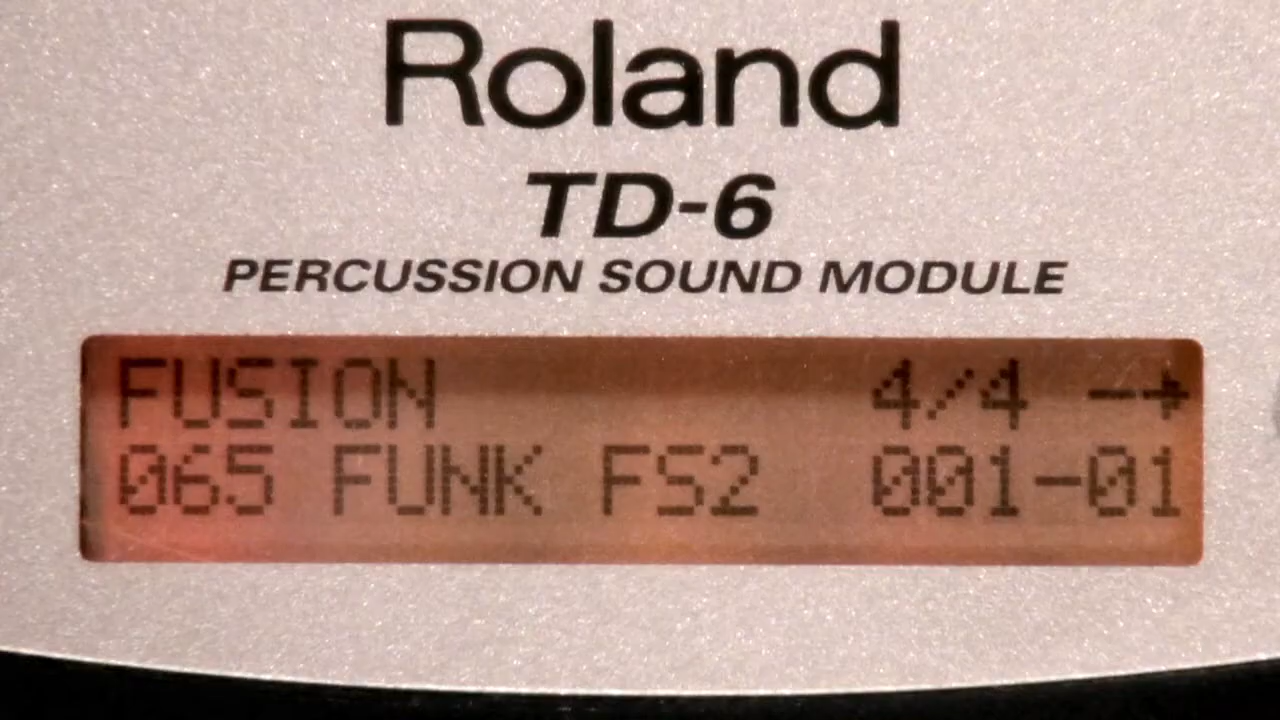 Roland
TD-6
PERCUSSION SOUND MODULE
FUSION 4/4 →
065 FUNK FS2 001-01